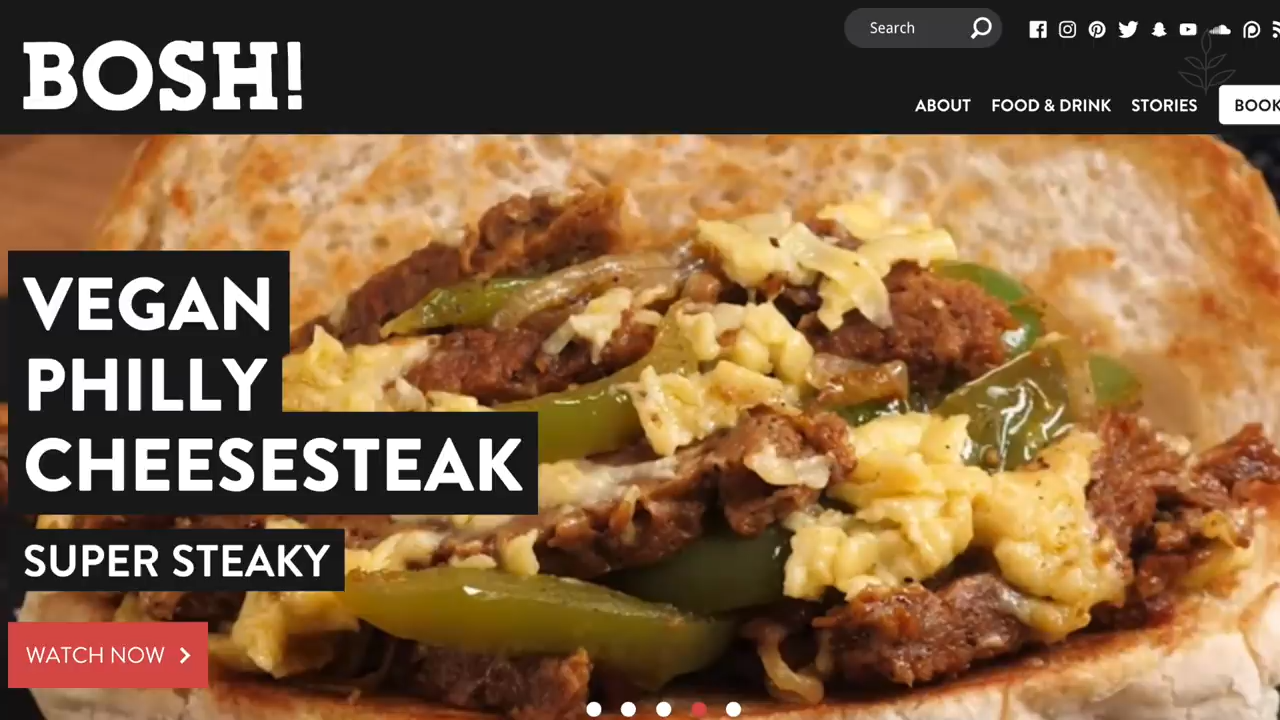 Search
BOSH!
ABOUT FOOD & DRINK STORIES BOOK
VEGAN
PHILLY
CHEESESTEAK
SUPER STEAKY
WATCH NOW